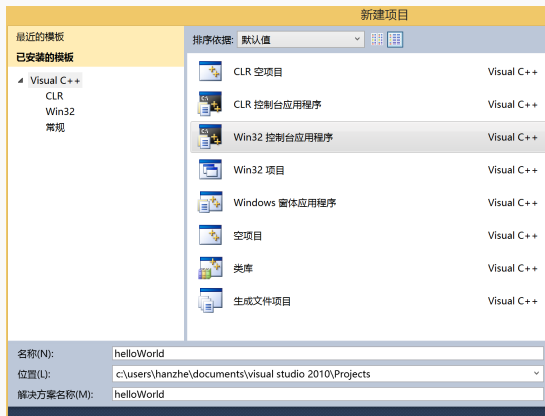 新建项目
最近的模板
已安装的模板
Visual C++
CLR
Win32
常规
排序依据: 默认值
CLR 空项目 Visual C++
CLR 控制台应用程序 Visual C++
Win32 控制台应用程序 Visual C++
Win32 项目 Visual C++
Windows 窗体应用程序 Visual C++
空项目 Visual C++
类库 Visual C++
生成文件项目 Visual C++
名称(N): helloWorld
位置(L): c:\users\hanzhe\documents\visual studio 2010\Projects
解决方案名称(M): helloWorld